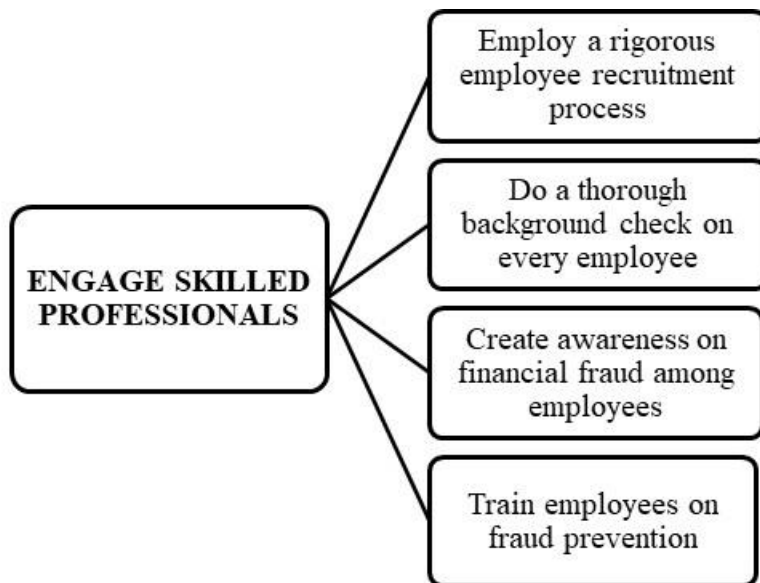 ENGAGE SKILLED
PROFESSIONALS
Employ a rigorous
employee recruitment
process
Do a thorough
background check on
every employee
Create awareness on
financial fraud among
employees
Train employees on
fraud prevention